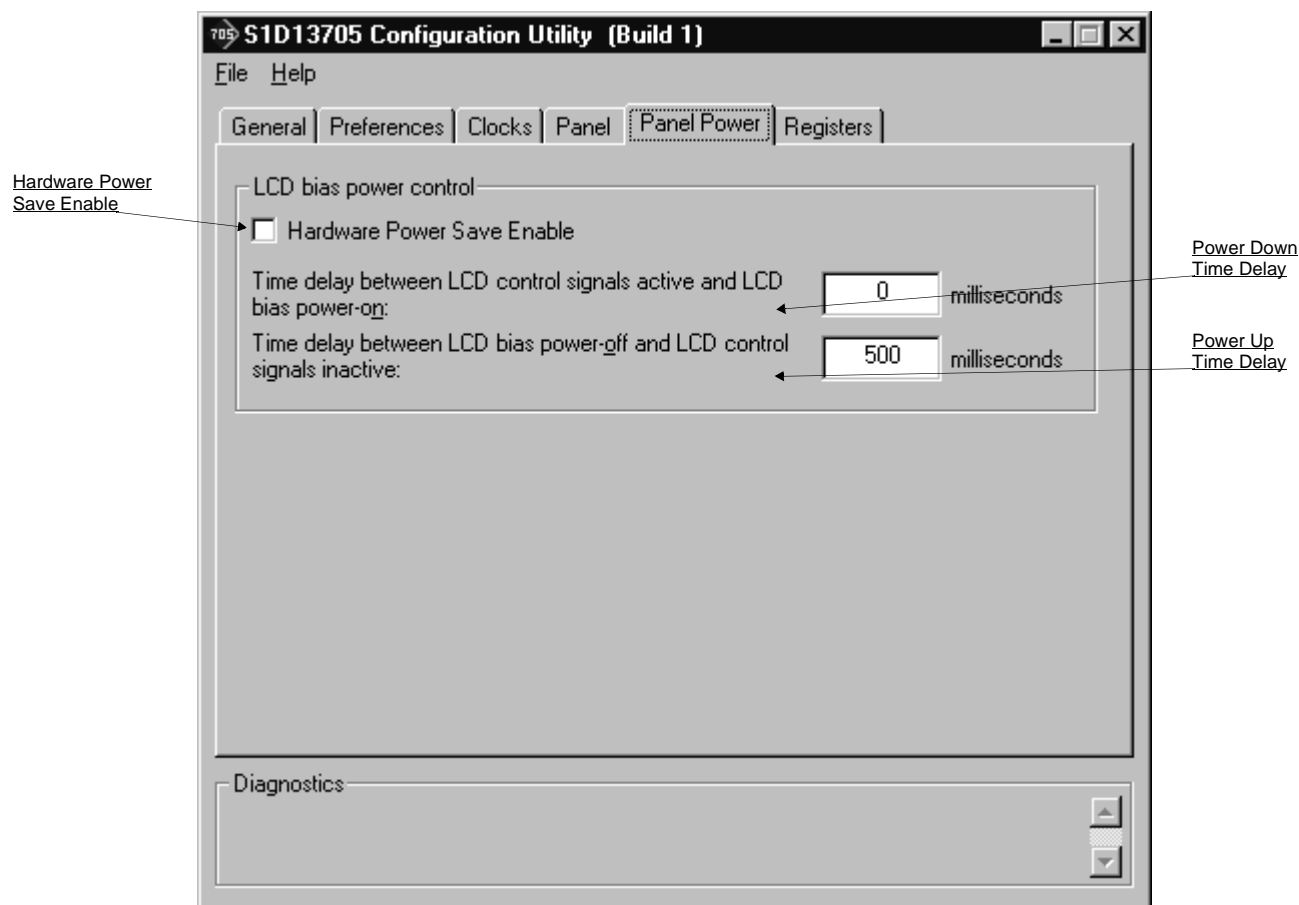 705 S1D13705 Configuration Utility (Build 1)
File Help
General Preferences Clocks Panel Panel Power Registers
Hardware Power
Save Enable
LCD bias power control
Hardware Power Save Enable
Time delay between LCD control signals active and LCD
bias power-on:
0 milliseconds
Power Down
Time Delay
Time delay between LCD bias power-off and LCD control
signals inactive:
500 milliseconds
Power Up
Time Delay
Diagnostics